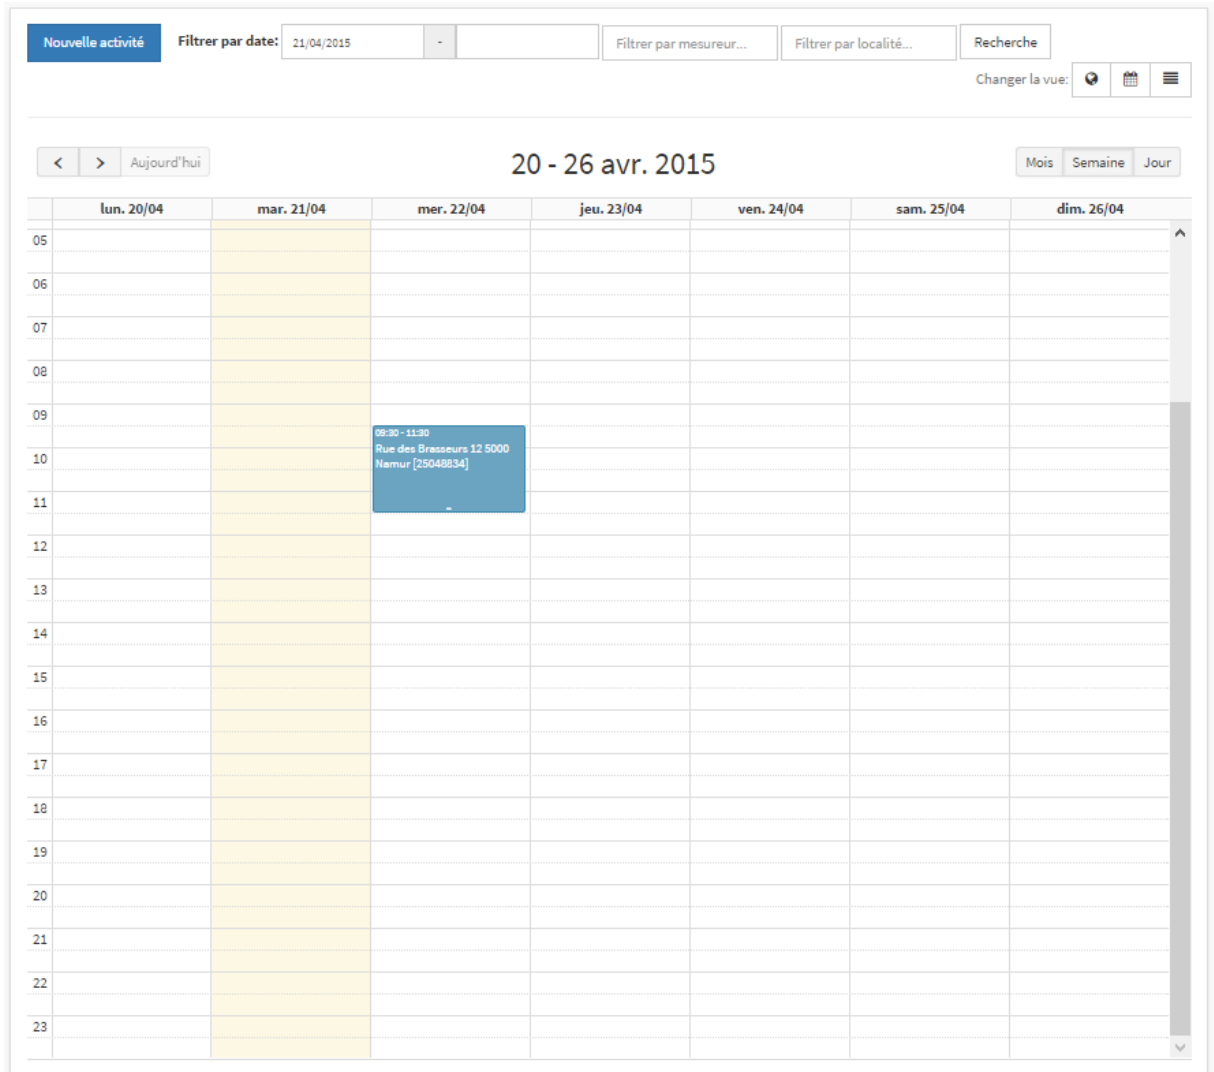 Nouvelle activité
Filtrer par date: 21/04/2015 - Filtrer par mesureur... Filtrer par localité... Recherche
Changer la vue:
Aujourd'hui
20 - 26 avr. 2015
Mois Semaine Jour
lun. 20/04 mar. 21/04 mer. 22/04 jeu. 23/04 ven. 24/04 sam. 25/04 dim. 26/04
05
06
07
08
09
09:30 - 11:30
Rue des Brasseurs 12 5000
10
Namur [25048834]
11
12
13
14
15
16
17
18
19
20
21
22
23